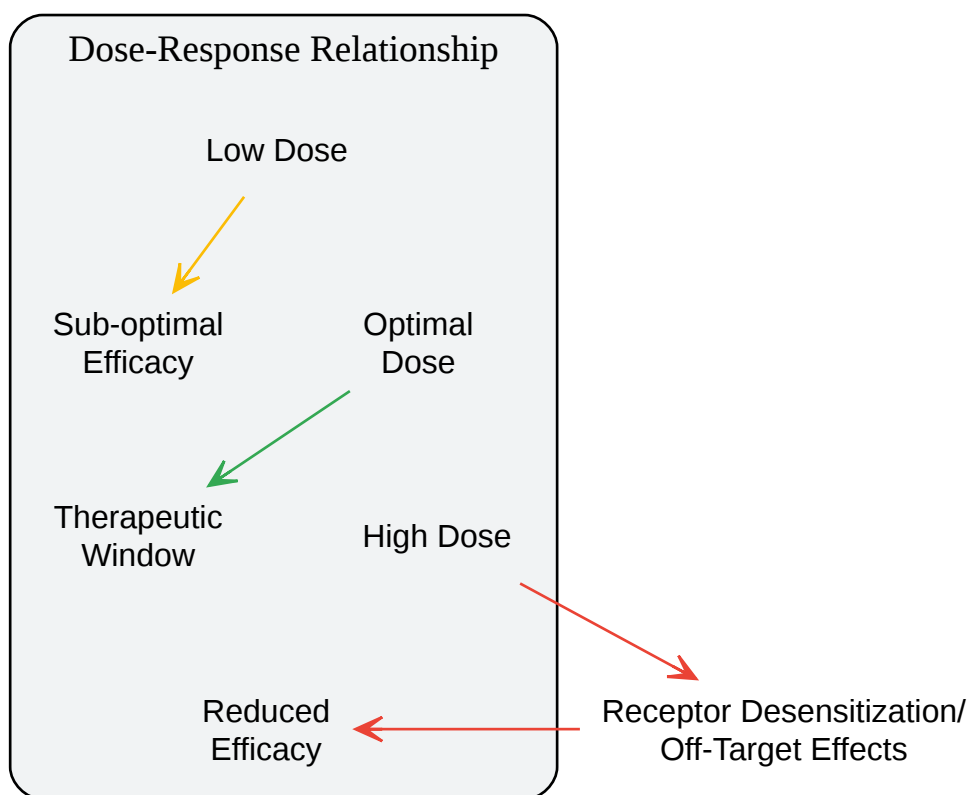 Dose-Response Relationship
Low Dose
Sub-optimal
Efficacy
Optimal
Dose
Therapeutic
Window
High Dose
Reduced
Efficacy
Receptor Desensitization/
Off-Target Effects